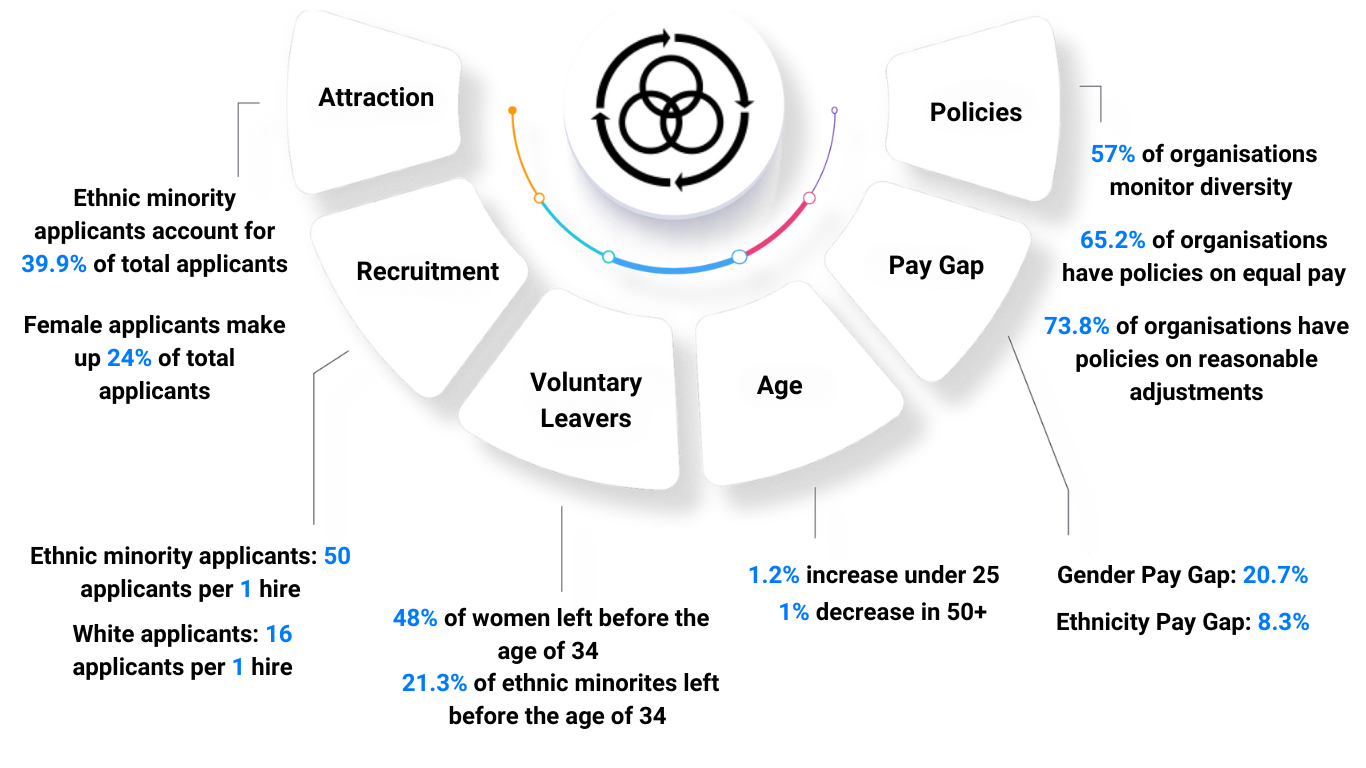 Attraction
Ethnic minority
applicants account for
39.9% of total applicants
Female applicants make
up 24% of total
applicants
Recruitment
Ethnic minority applicants: 50
applicants per 1 hire
White applicants: 16
applicants per 1 hire
Voluntary
Leavers
48% of women left before the
age of 34
21.3% of ethnic minorites left
before the age of 34
Age
1.2% increase under 25
1% decrease in 50+
Pay Gap
Gender Pay Gap: 20.7%
Ethnicity Pay Gap: 8.3%
Policies
57% of organisations
monitor diversity
65.2% of organisations
have policies on equal pay
73.8% of organisations have
policies on reasonable
adjustments